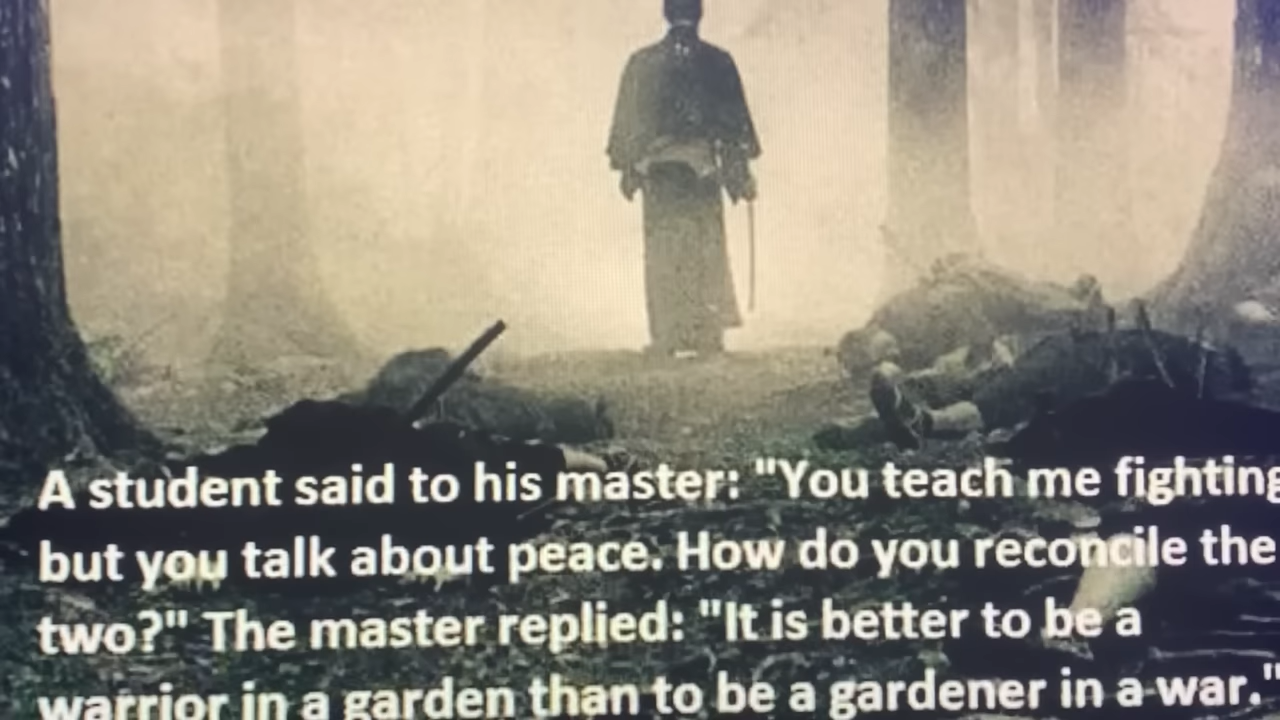 A student said to his master: "You teach me fighting
but you talk about peace. How do you reconcile the
two?" The master replied: "It is better to be a
warrior in a garden than to be a gardener in a war."